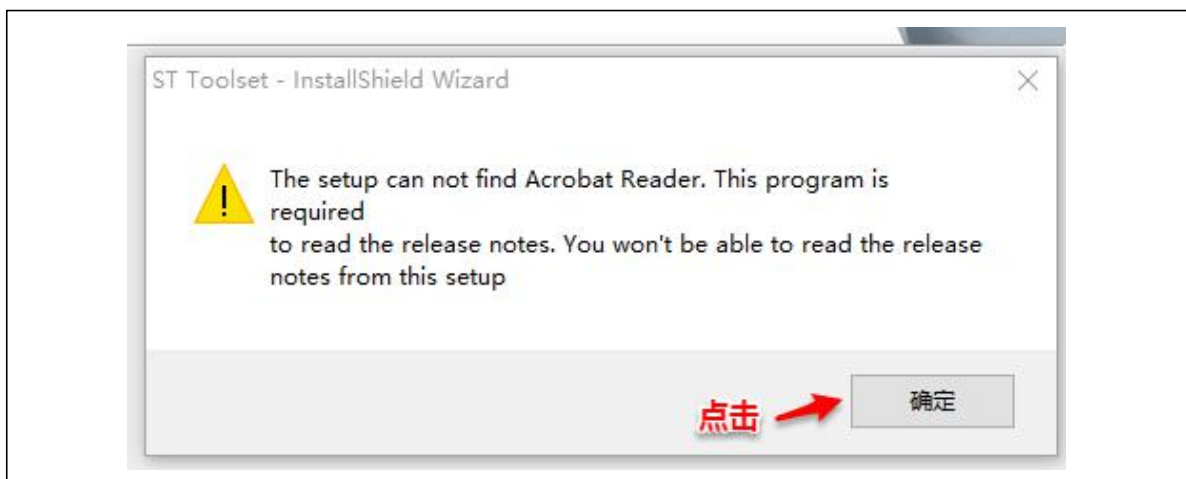 ST Toolset - InstallShield Wizard
The setup can not find Acrobat Reader. This program is
required
to read the release notes. You won't be able to read the release
notes from this setup
点击
确定